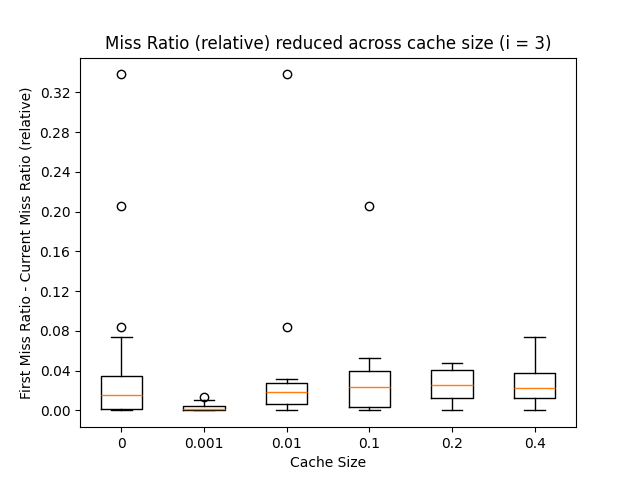 Miss Ratio (relative) reduced across cache size (i = 3)
First Miss Ratio - Current Miss Ratio (relative)
0.32
0.28
0.24
0.20
0.16
0.12
0.08
0.04
0.00
0 0.001 0.01 0.1 0.2 0.4
Cache Size